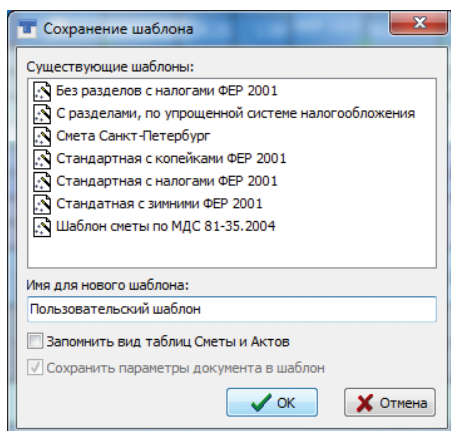 Сохранение шаблона
Существующие шаблоны:
Без разделов с налогами ФЕР 2001
С разделами, по упрощенной системе налогообложения
Смета Санкт-Петербург
Стандартная с копейками ФЕР 2001
Стандартная с налогами ФЕР 2001
Стандатная с зимними ФЕР 2001
Шаблон сметы по МДС 81-35.2004
Имя для нового шаблона:
Пользовательский шаблон
Запомнить вид таблиц Сметы и Актов
Сохранить параметры документа в шаблон
OK
Отмена